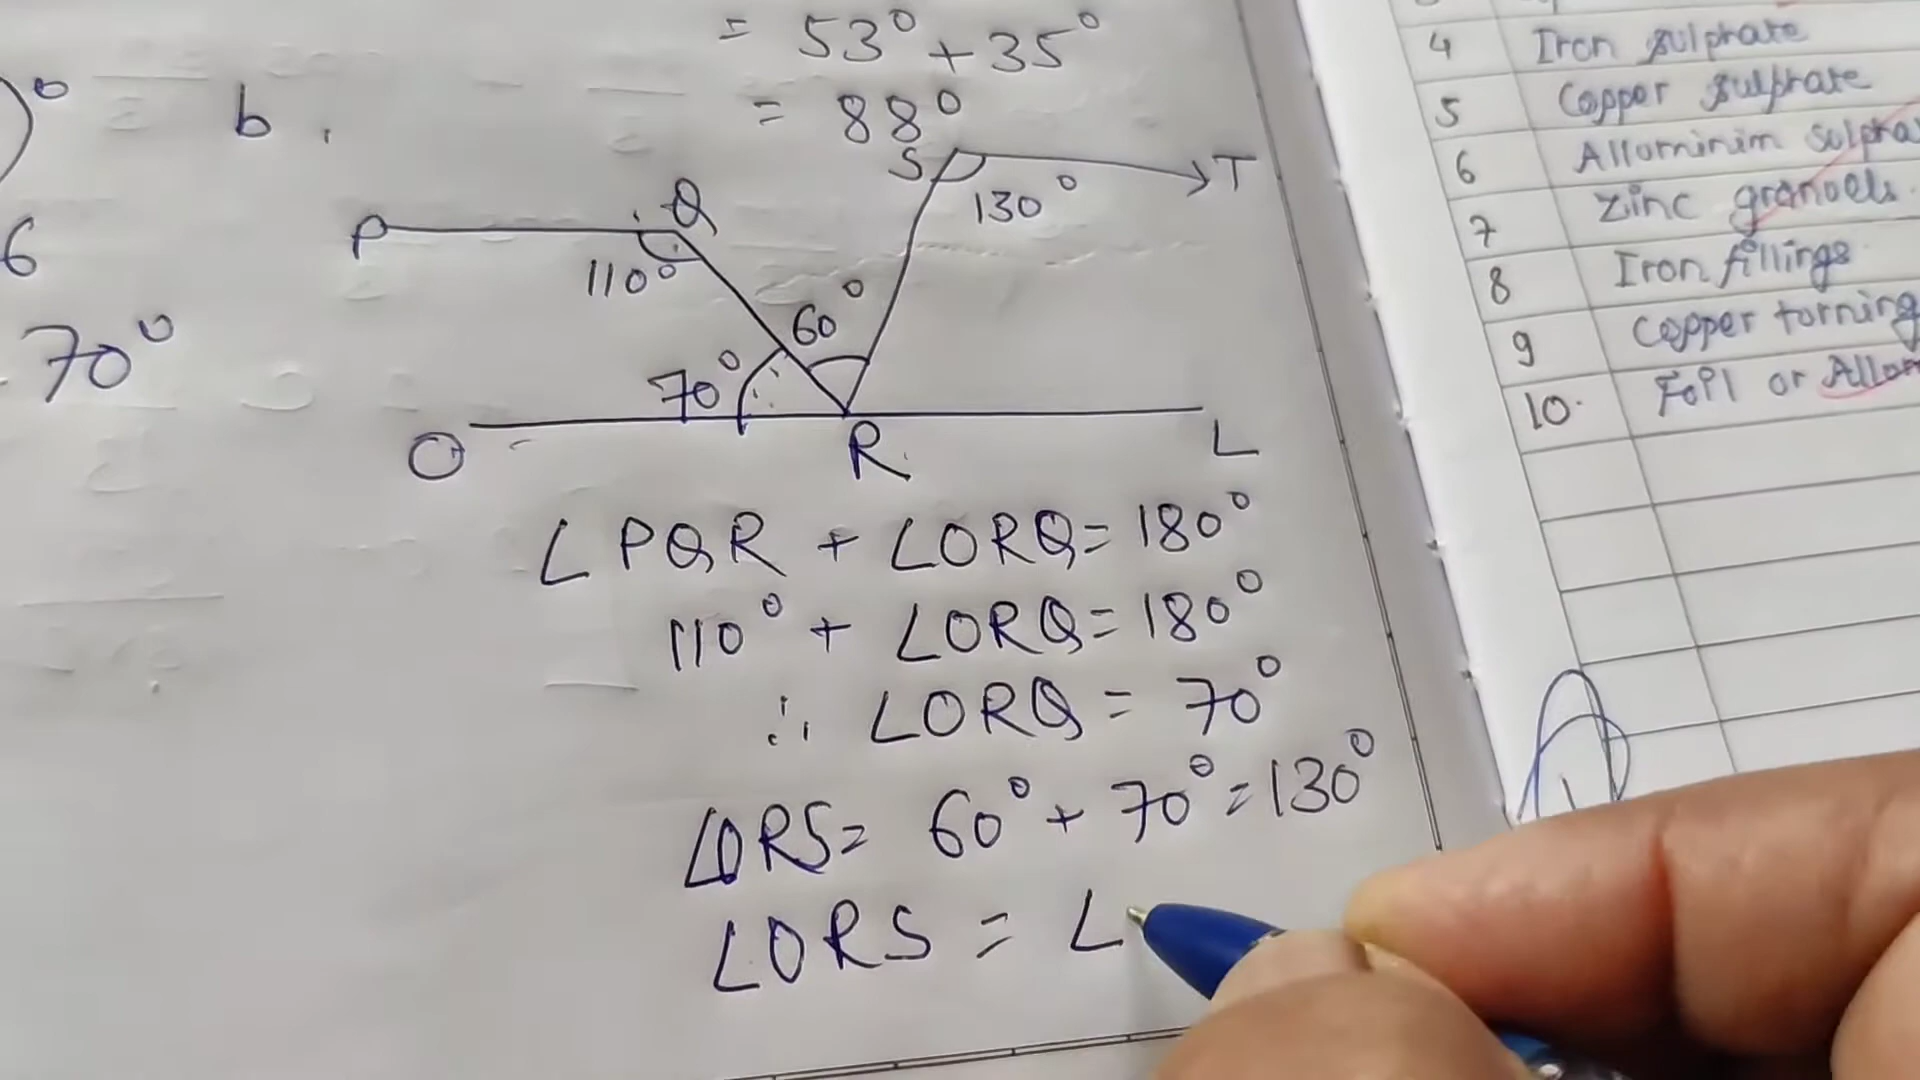 = 53° + 35°
= 88°
b.
6
70°
P
Q
S
T
110°
60°
130°
70°
O
R
L
∠PQR + ∠ORQ = 180°
110° + ∠ORQ = 180°
∴ ∠ORQ = 70°
∠ORS = 60° + 70° = 130°
∠ORS = ∠
4 Iron sulphate
5 Copper sulphate
6 Allominim sulpha
7 Zinc granoels.
8 Iron fillings
9 Copper torning
10. Foil or Allom